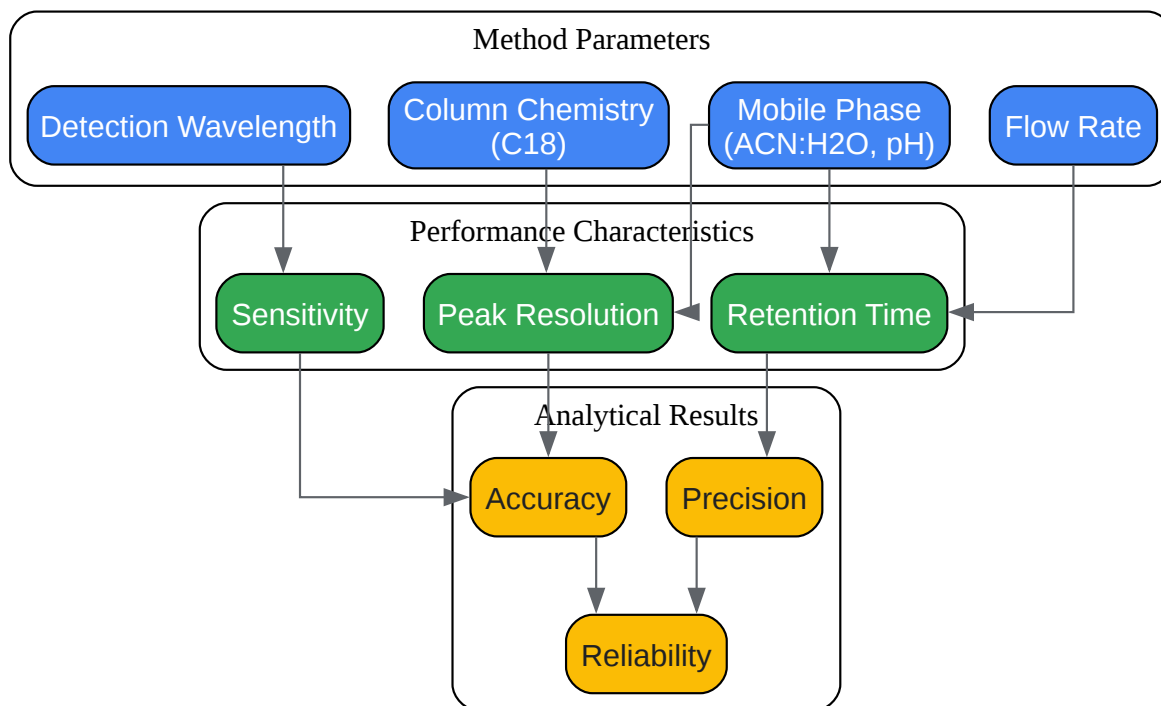 Method Parameters
Detection Wavelength
Column Chemistry
(C18)
Mobile Phase
(ACN:H2O, pH)
Flow Rate
Performance Characteristics
Sensitivity
Peak Resolution
Retention Time
Analytical Results
Accuracy
Precision
Reliability